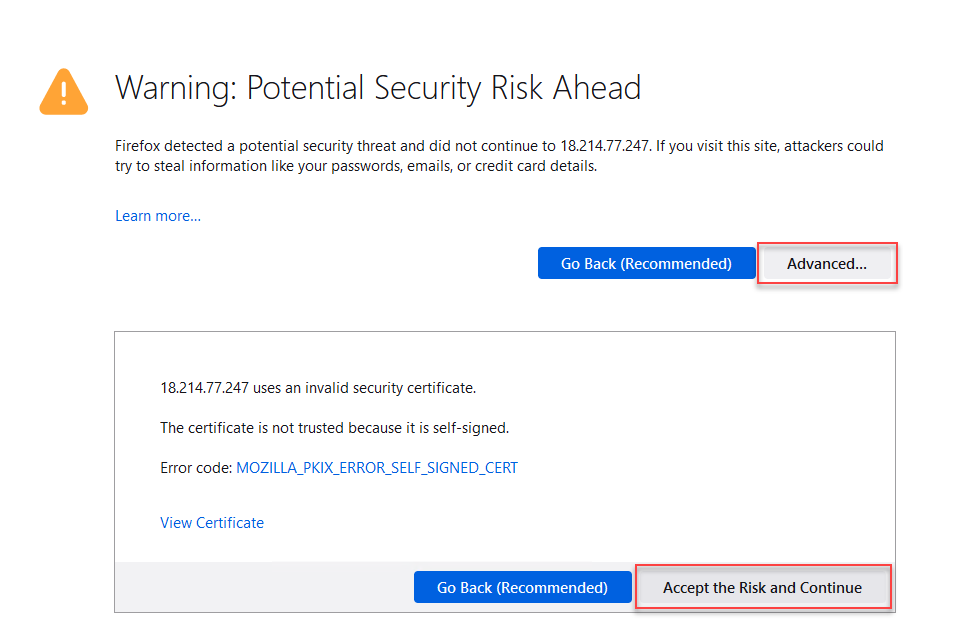 Warning: Potential Security Risk Ahead
Firefox detected a potential security threat and did not continue to 18.214.77.247. If you visit this site, attackers could
try to steal information like your passwords, emails, or credit card details.
Learn more...
Go Back (Recommended)
Advanced...
18.214.77.247 uses an invalid security certificate.
The certificate is not trusted because it is self-signed.
Error code: MOZILLA_PKIX_ERROR_SELF_SIGNED_CERT
View Certificate
Go Back (Recommended)
Accept the Risk and Continue